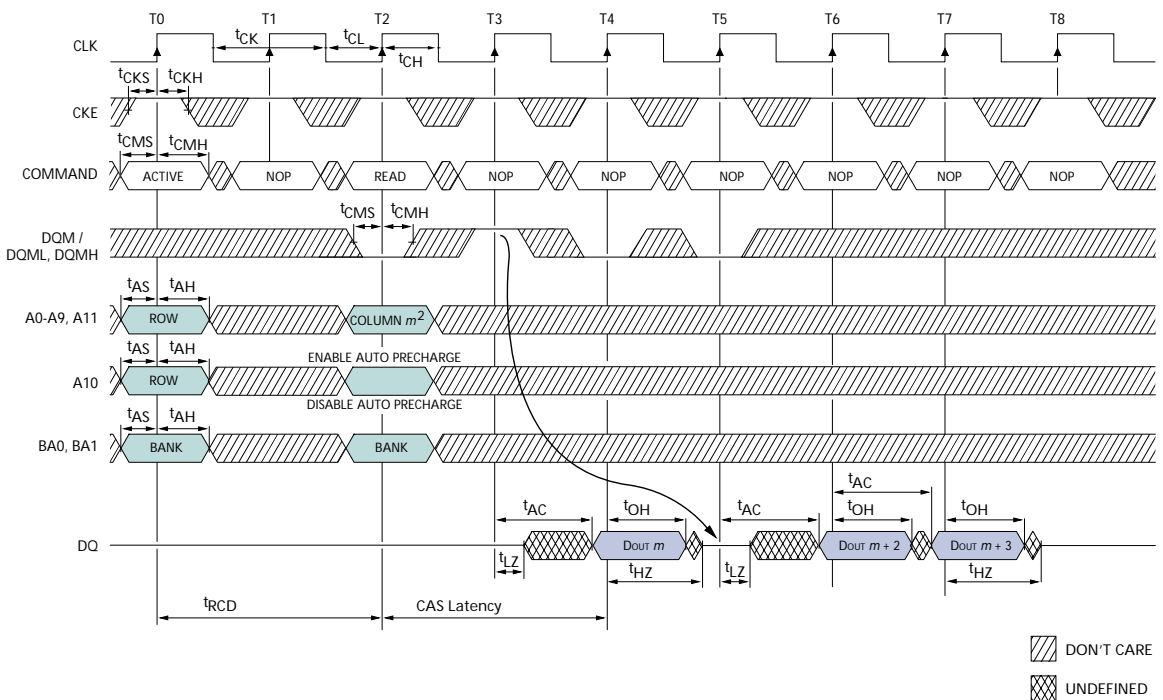 T0 T1 T2 T3 T4 T5 T6 T7 T8
CLK
tCK tCL
tCH
tCKS tCKH
CKE
tCMS tCMH
COMMAND ACTIVE NOP READ NOP NOP NOP NOP NOP NOP
tCMS tCMH
DQM /
DQML, DQMH
tAS tAH
A0-A9, A11 ROW COLUMN m2
tAS tAH
ENABLE AUTO PRECHARGE
A10 ROW
DISABLE AUTO PRECHARGE
tAS tAH
BA0, BA1 BANK BANK
tAC
tAC tOH tAC tOH tOH
DQ DOUT m DOUT m + 2 DOUT m + 3
tLZ tHZ tLZ tHZ
tRCD CAS Latency
DON'T CARE
UNDEFINED